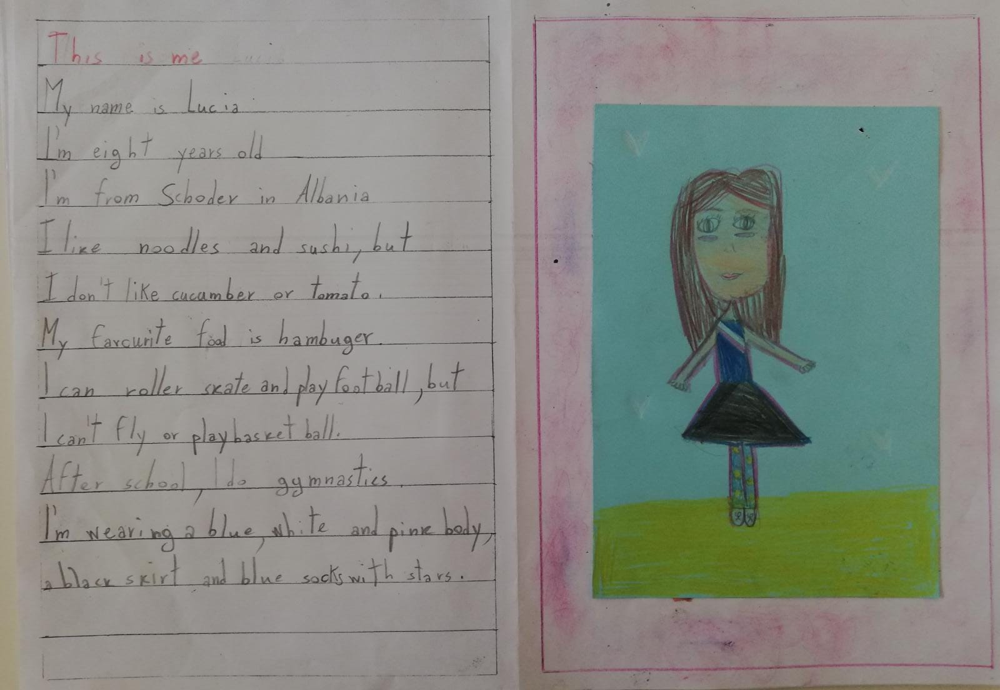 This is me
My name is Lucia
I'm eight years old
I'm from Schoder in Albania
I like noodles and sushi, but
I don't like cucamber or tomato.
My favourite food is hambuger.
I can roller skate and play football, but
I can't fly or play basket ball.
After school, I do gymnastics.
I'm wearing a blue, white and pink body,
a black skirt and blue socks with stars.